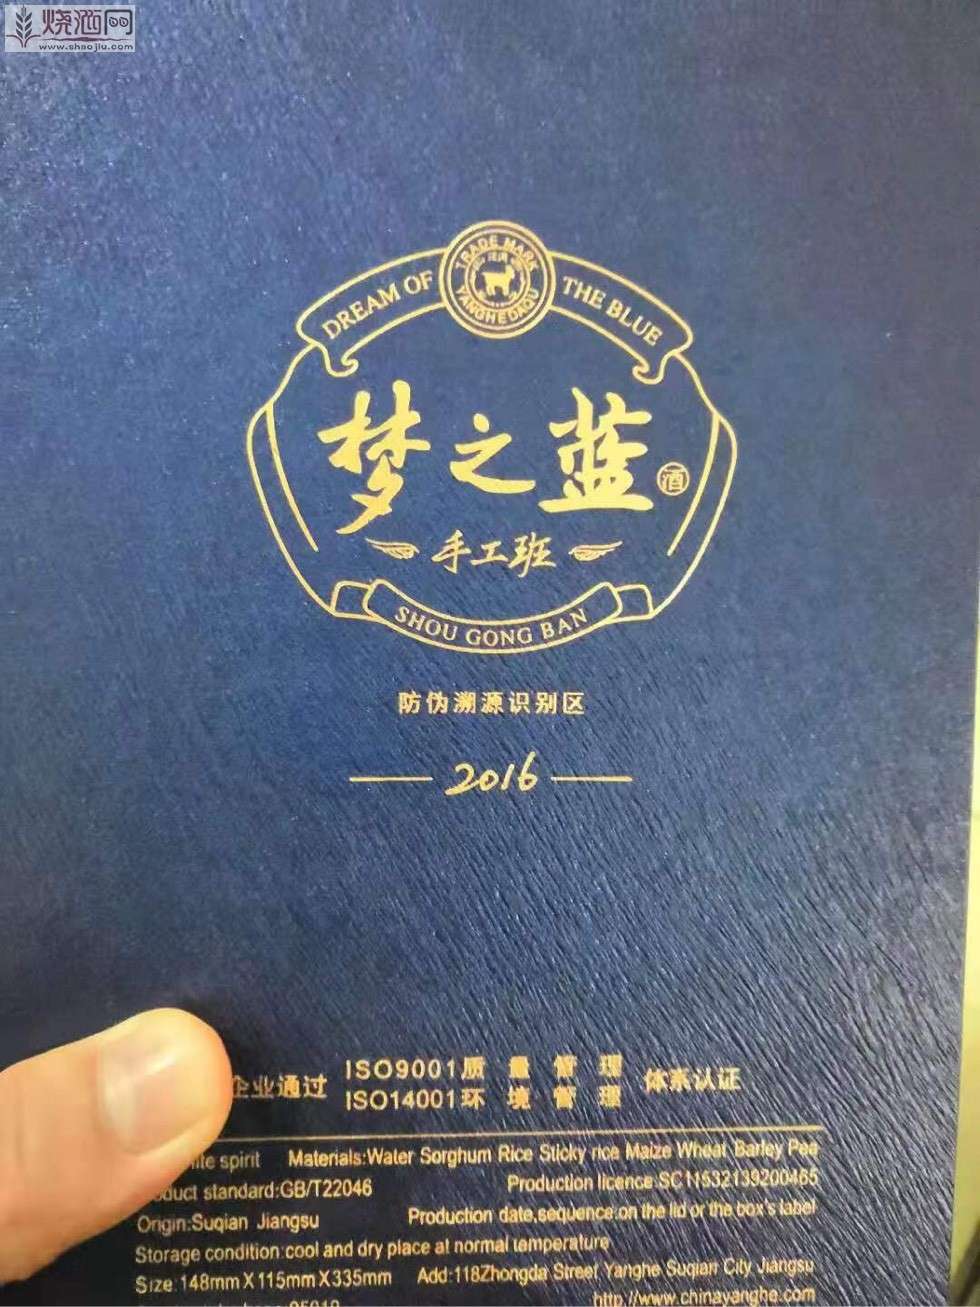 烧酒网
www.shaojiu.com
TRADE MARK
YANGHE DAQU
DREAM OF THE BLUE
梦之蓝 酒
手工班
SHOU GONG BAN
防伪溯源识别区
2016
企业通过 ISO9001质量管理 体系认证
ISO14001环境管理
spirit Materials:Water Sorghum Rice Sticky rice Maize Wheat Barley Pea
standard:GB/T22046 Production licence:SC11532139200465
Origin:Suqian Jiangsu Production date,sequence:on the lid or the box's label
Storage condition:cool and dry place at normal temperature
Size:148mm X 115mm X 335mm Add:118Zhongda Street Yanghe Suqian City Jiangsu
http://www.chinayanghe.com